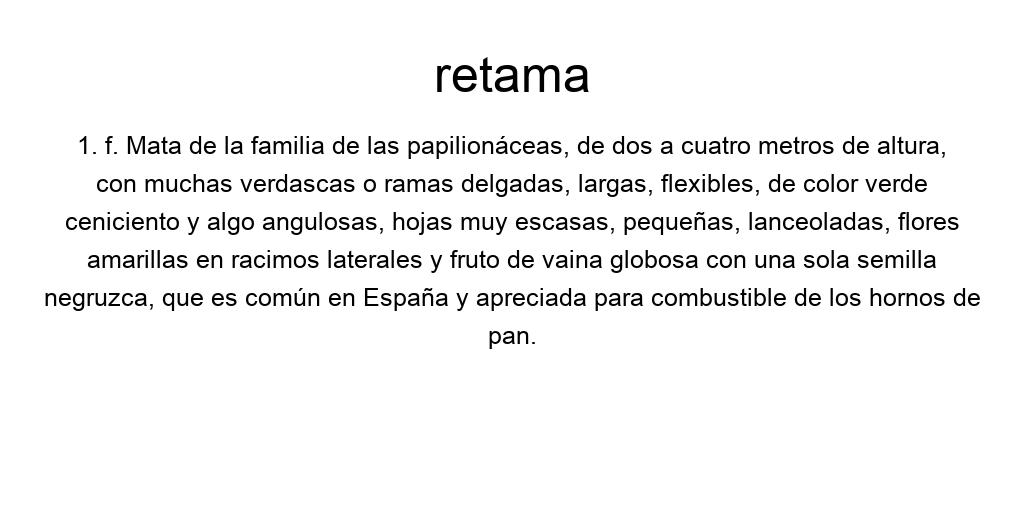 retama
1. f. Mata de la familia de las papilionáceas, de dos a cuatro metros de altura,
con muchas verdascas o ramas delgadas, largas, flexibles, de color verde
ceniciento y algo angulosas, hojas muy escasas, pequeñas, lanceoladas, flores
amarillas en racimos laterales y fruto de vaina globosa con una sola semilla
negruzca, que es común en España y apreciada para combustible de los hornos de
pan.